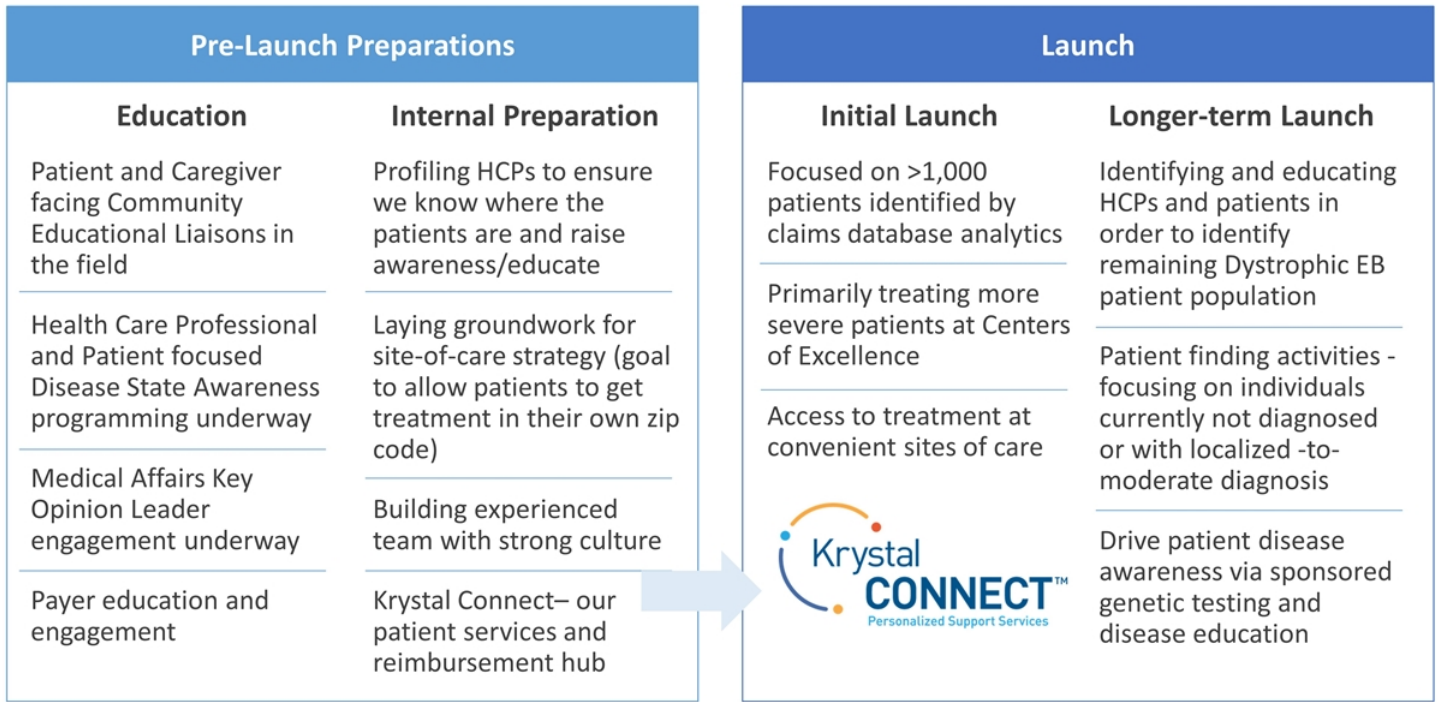 Pre-Launch Preparations
Education
Patient and Caregiver
facing Community
Educational Liaisons in
the field
Health Care Professional
and Patient focused
Disease State Awareness
programming underway
Medical Affairs Key
Opinion Leader
engagement underway
Payer education and
engagement
Internal Preparation
Profiling HCPs to ensure
we know where the
patients are and raise
awareness/educate
Laying groundwork for
site-of-care strategy (goal
to allow patients to get
treatment in their own zip
code)
Building experienced
team with strong culture
Krystal Connect– our
patient services and
reimbursement hub
Launch
Initial Launch
Focused on >1,000
patients identified by
claims database analytics
Primarily treating more
severe patients at Centers
of Excellence
Access to treatment at
convenient sites of care
Krystal
CONNECT™
Personalized Support Services
Longer-term Launch
Identifying and educating
HCPs and patients in
order to identify
remaining Dystrophic EB
patient population
Patient finding activities -
focusing on individuals
currently not diagnosed
or with localized -to-
moderate diagnosis
Drive patient disease
awareness via sponsored
genetic testing and
disease education